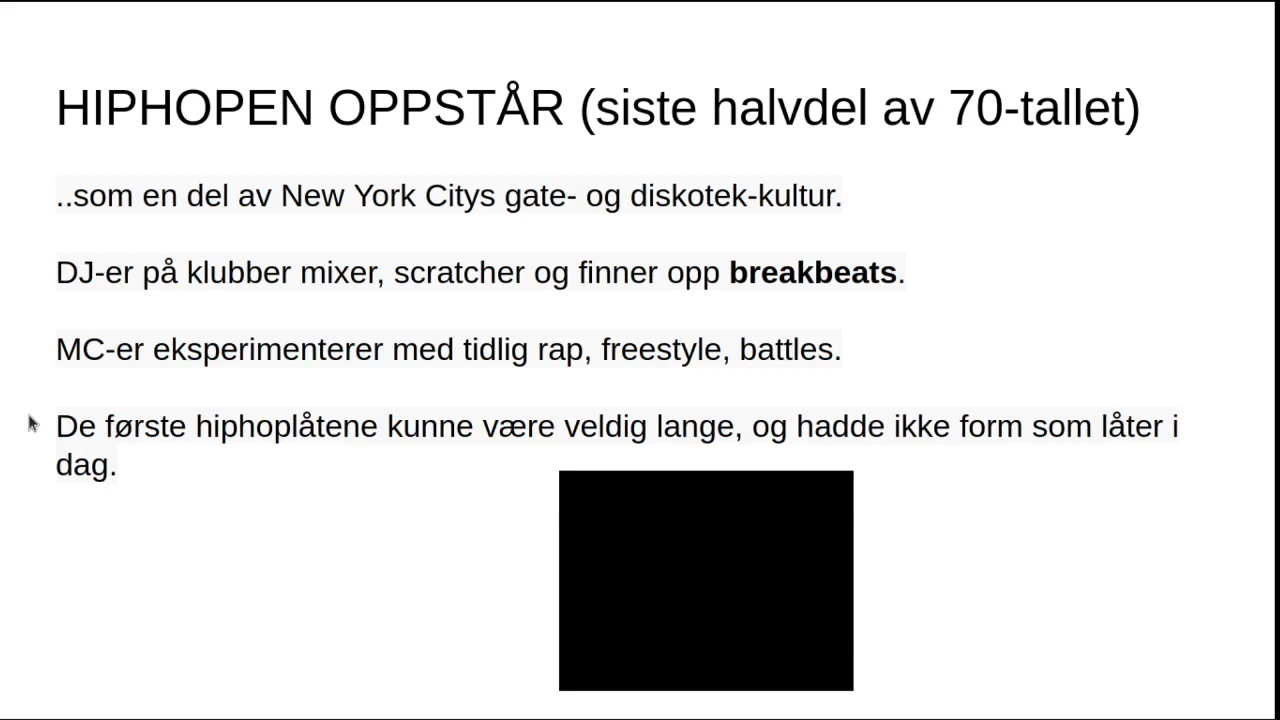 HIPHOPEN OPPSTÅR (siste halvdel av 70-tallet)
..som en del av New York Citys gate- og diskotek-kultur.
DJ-er på klubber mixer, scratcher og finner opp breakbeats.
MC-er eksperimenterer med tidlig rap, freestyle, battles.
De første hiphoplåtene kunne være veldig lange, og hadde ikke form som låter i
dag.